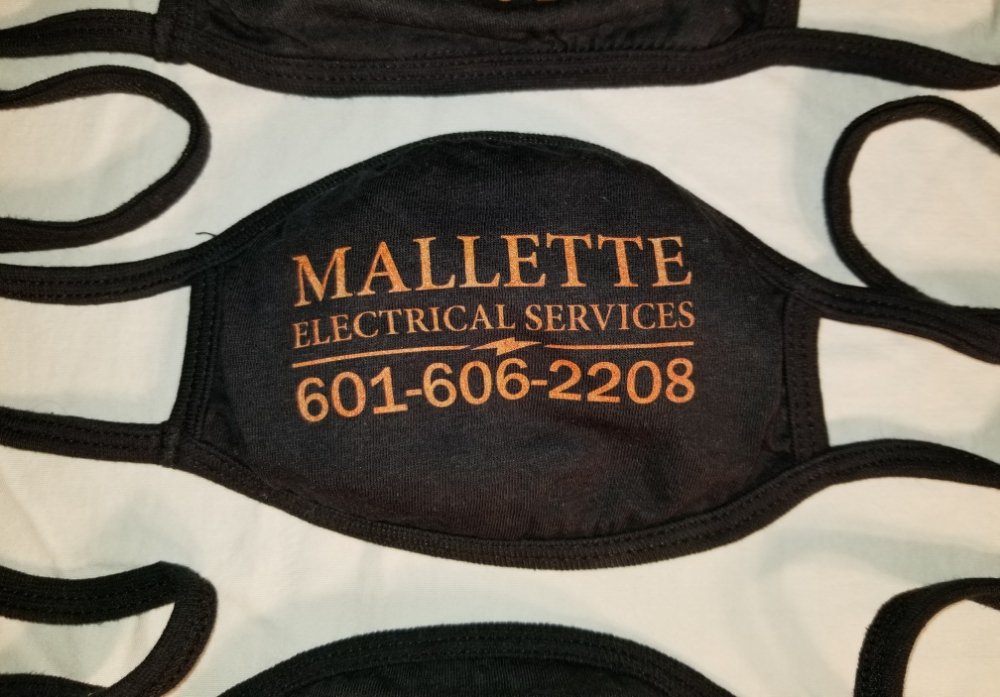 MALLETTE
ELECTRICAL SERVICES
601-606-2208